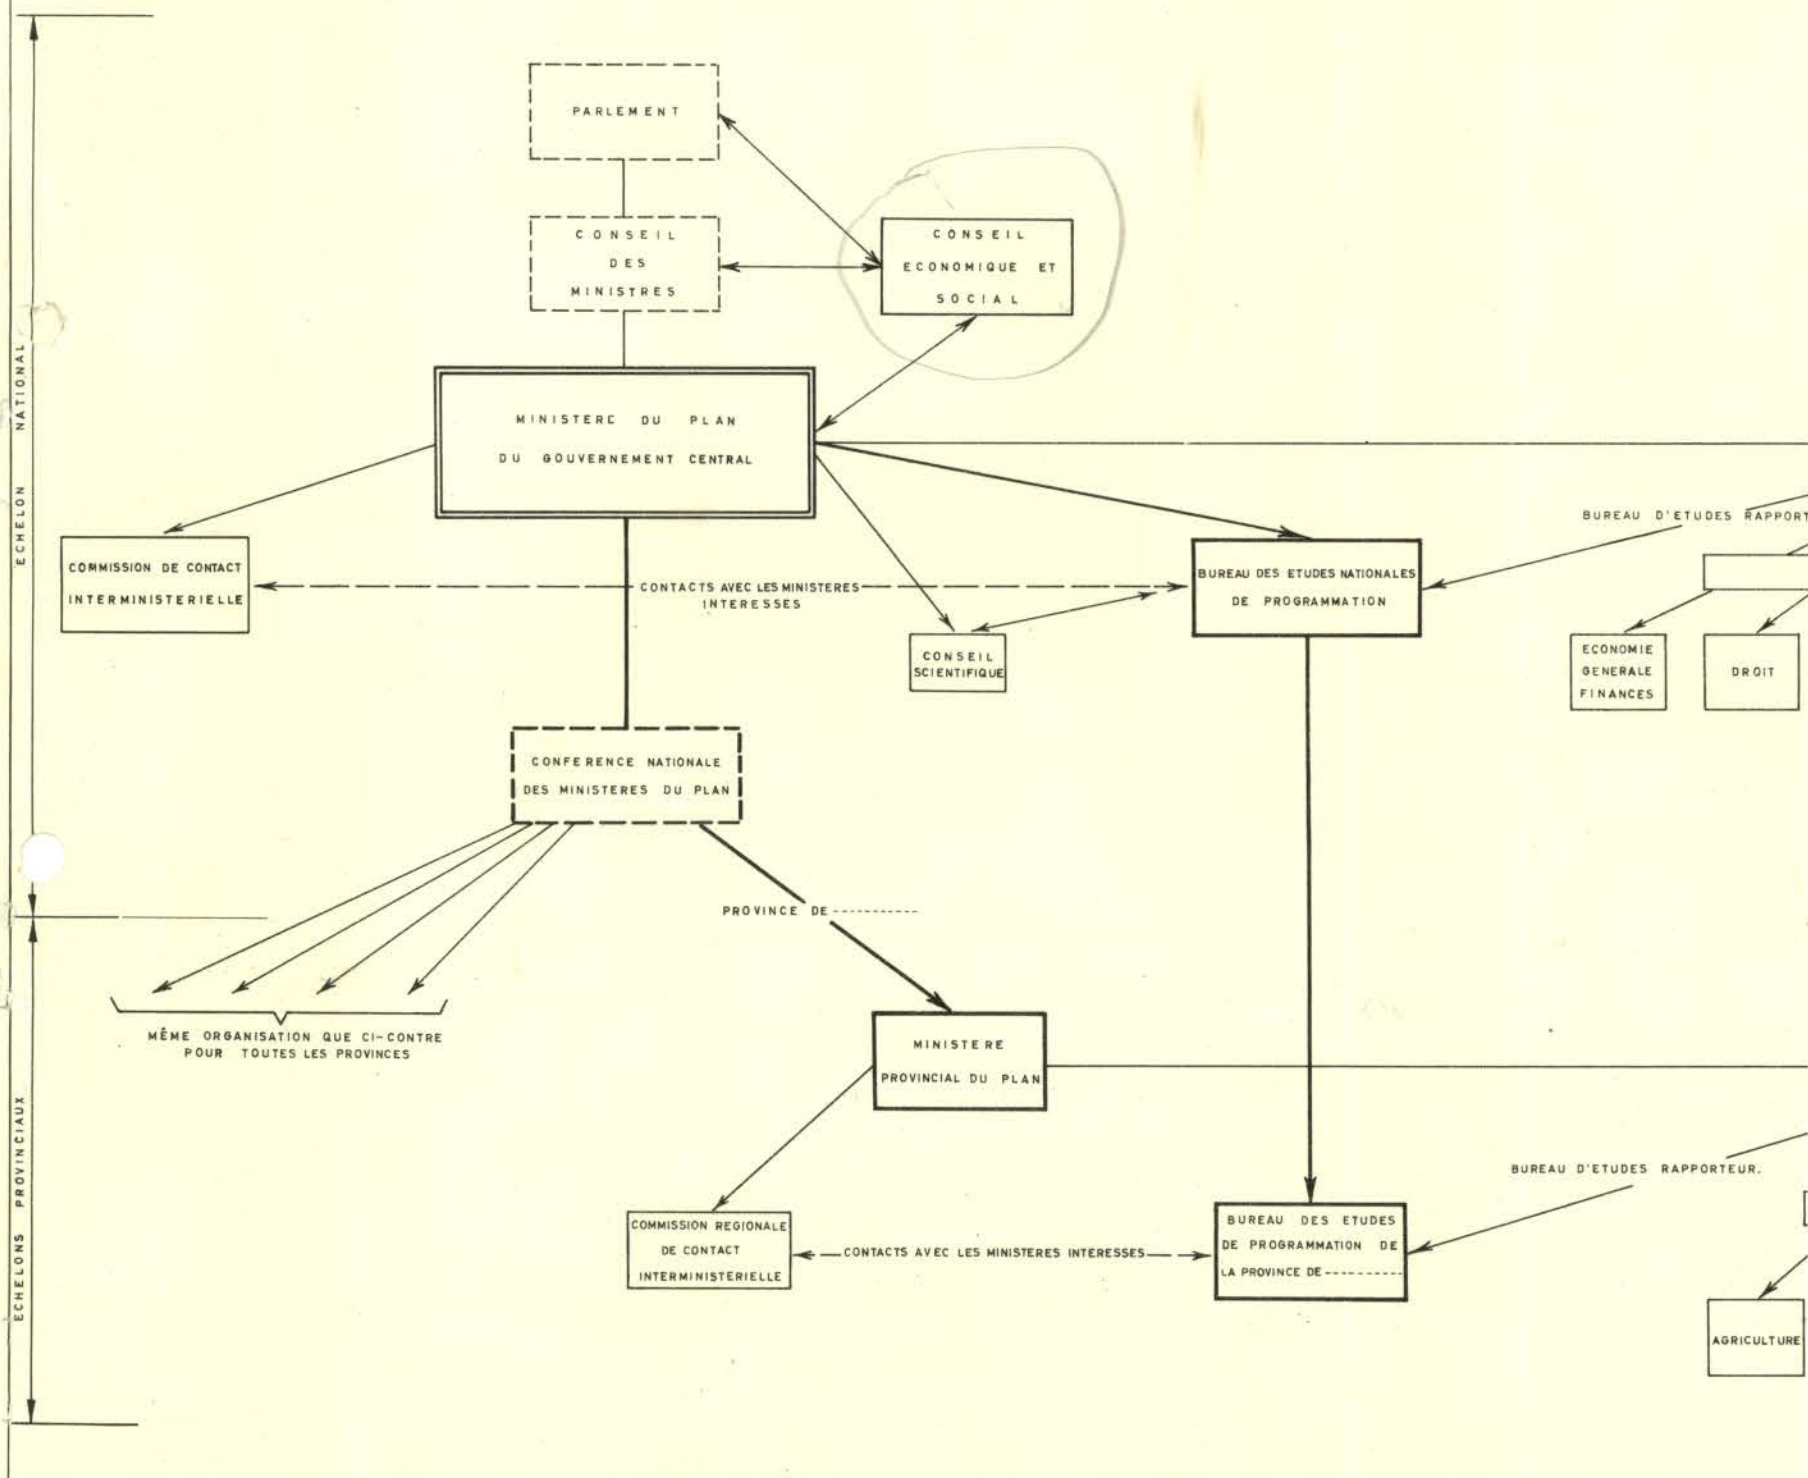 PARLEMENT
CONSEIL
DES
MINISTRES
CONSEIL
ECONOMIQUE ET
SOCIAL
ECHELON NATIONAL
MINISTERE DU PLAN
DU GOUVERNEMENT CENTRAL
BUREAU D'ETUDES RAPPORT
COMMISSION DE CONTACT
INTERMINISTERIELLE
CONTACTS AVEC LES MINISTERES
INTERESSES
BUREAU DES ETUDES NATIONALES
DE PROGRAMMATION
CONSEIL
SCIENTIFIQUE
ECONOMIE
GENERALE
FINANCES
DROIT
CONFERENCE NATIONALE
DES MINISTERES DU PLAN
PROVINCE DE ----------
MÊME ORGANISATION QUE CI-CONTRE
POUR TOUTES LES PROVINCES
ECHELONS PROVINCIAUX
MINISTERE
PROVINCIAL DU PLAN
BUREAU D'ETUDES RAPPORTEUR.
COMMISSION REGIONALE
DE CONTACT
INTERMINISTERIELLE
CONTACTS AVEC LES MINISTERES INTERESSES
BUREAU DES ETUDES
DE PROGRAMMATION DE
LA PROVINCE DE ----------
AGRICULTURE